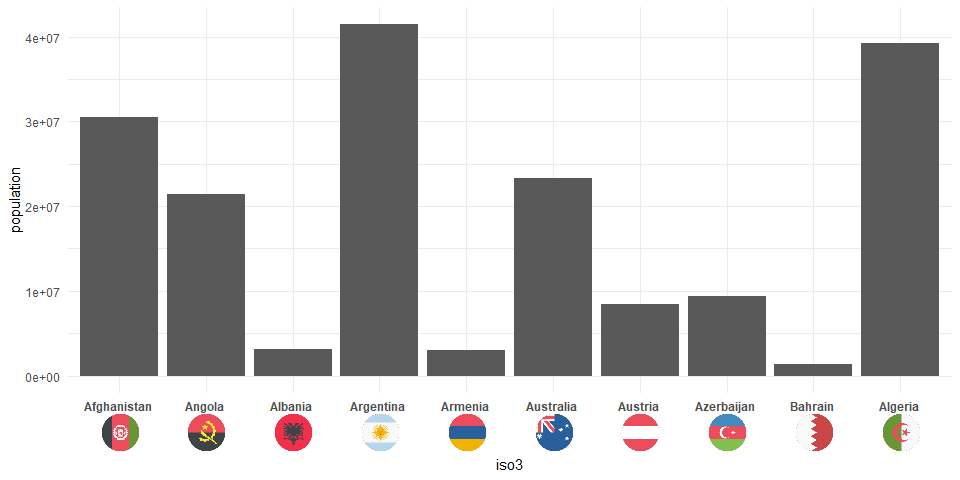 population
4e+07
3e+07
2e+07
1e+07
0e+00
Afghanistan Angola Albania Argentina Armenia Australia Austria Azerbaijan Bahrain Algeria
iso3